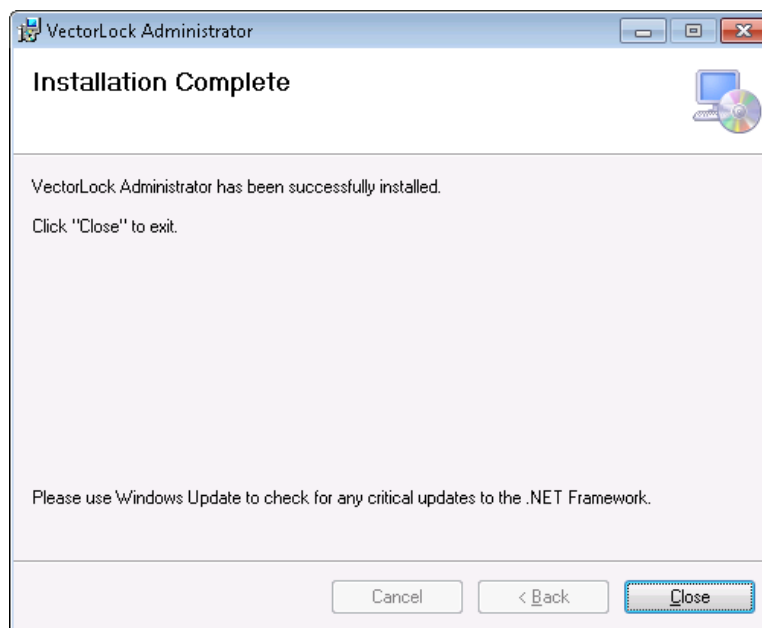 VectorLock Administrator
Installation Complete
VectorLock Administrator has been successfully installed.
Click "Close" to exit.
Please use Windows Update to check for any critical updates to the .NET Framework.
Cancel
< Back
Close